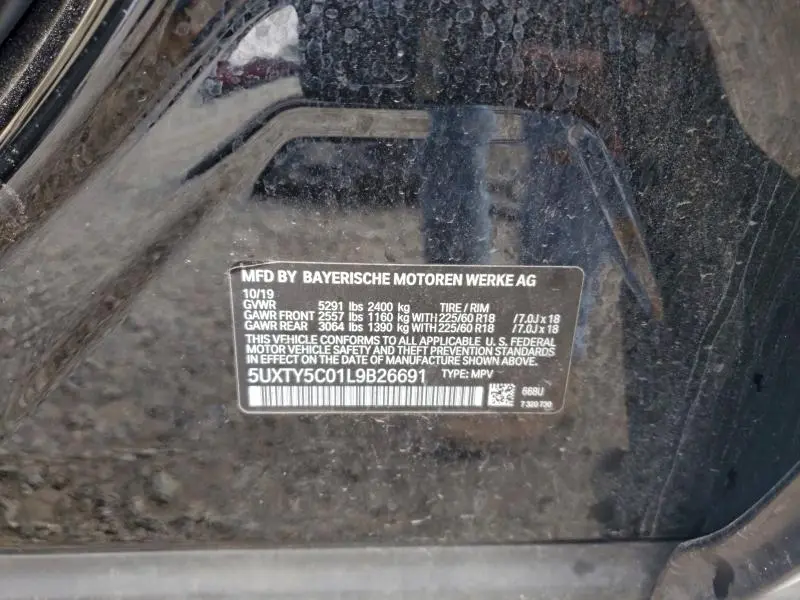 MFD BY BAYERISCHE MOTOREN WERKE AG
10/19
GVWR 5291 lbs 2400 kg TIRE / RIM
GAWR FRONT 2557 lbs 1160 kg WITH 225/60 R18 /7.0J x 18
GAWR REAR 3064 lbs 1390 kg WITH 225/60 R18 /7.0J x 18
THIS VEHICLE CONFORMS TO ALL APPLICABLE U. S. FEDERAL
MOTOR VEHICLE SAFETY AND THEFT PREVENTION STANDARDS
IN EFFECT ON THE DATE OF MANUFACTURE SHOWN ABOVE.
5UXTY5C01L9B26691 TYPE: MPV
668U
7 320 730